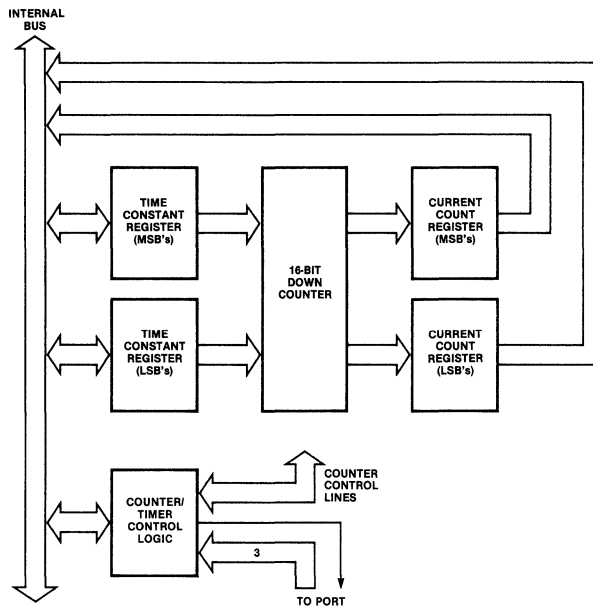 INTERNAL
BUS
TIME
CONSTANT
REGISTER
(MSB's)
16-BIT
DOWN
COUNTER
CURRENT
COUNT
REGISTER
(MSB's)
TIME
CONSTANT
REGISTER
(LSB's)
CURRENT
COUNT
REGISTER
(LSB's)
COUNTER/
TIMER
CONTROL
LOGIC
COUNTER
CONTROL
LINES
3
TO PORT